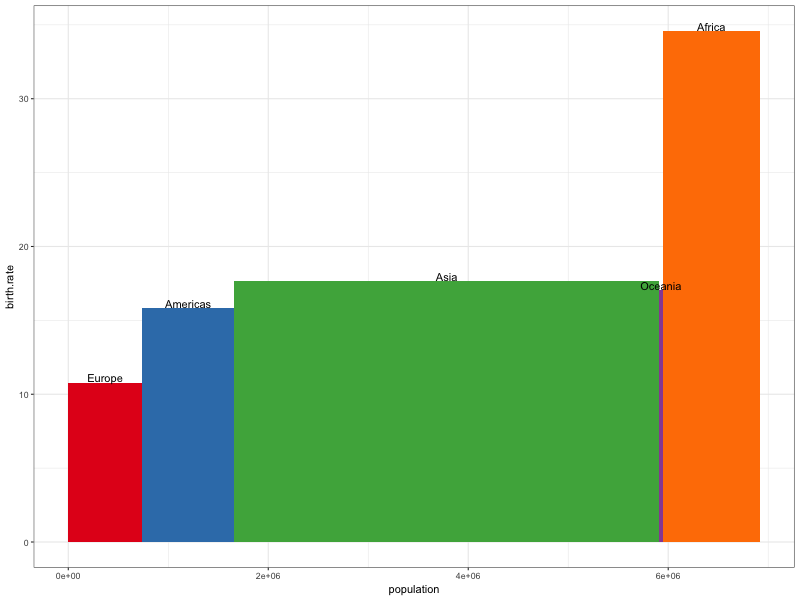 Africa
30
20
Asia
Oceania
Americas
Europe
10
0
birth.rate
0e+00 2e+06 4e+06 6e+06
population